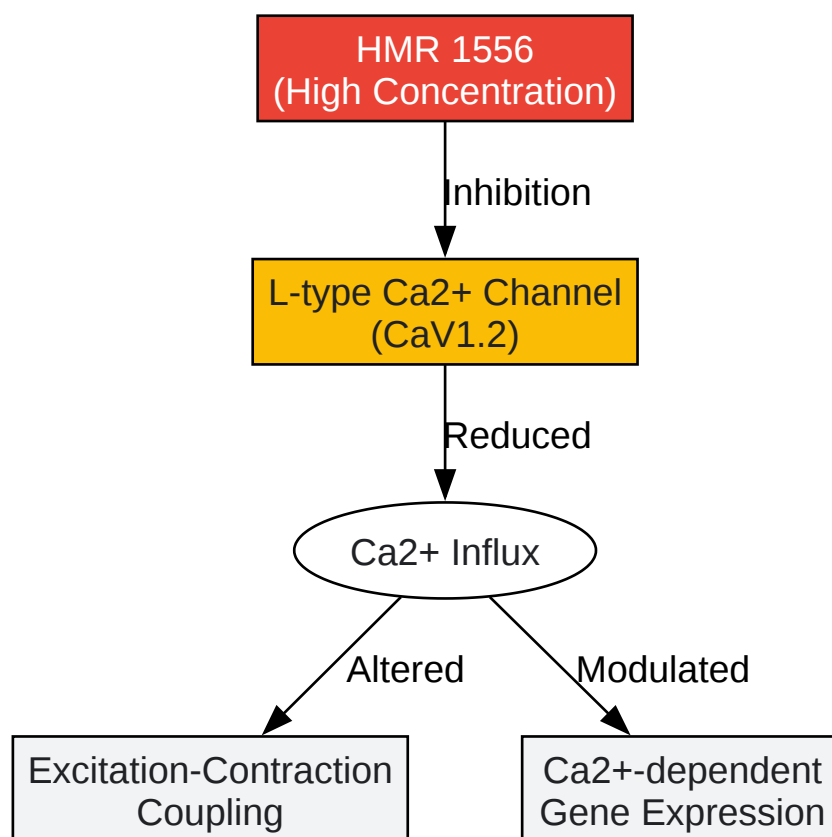 HMR 1556
(High Concentration)
Inhibition
L-type Ca2+ Channel
(CaV1.2)
Reduced
Ca2+ Influx
Altered
Modulated
Excitation-Contraction
Coupling
Ca2+-dependent
Gene Expression